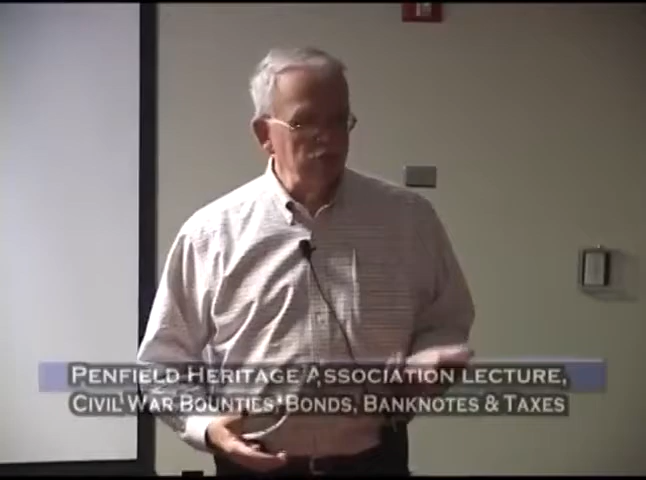 Penfield Heritage Association lecture,
Civil War Bounties, Bonds, Banknotes & Taxes